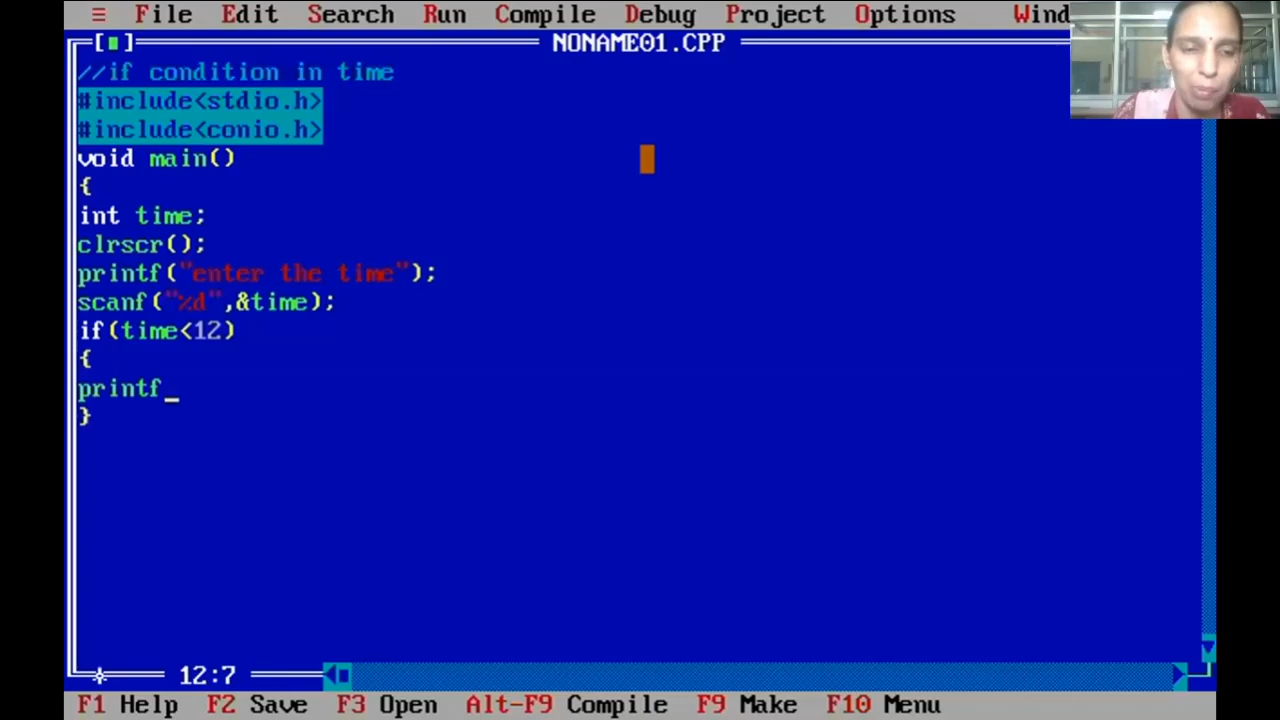 ≡ File Edit Search Run Compile Debug Project Options Wind
[■] NONAME01.CPP
//if condition in time
#include<stdio.h>
#include<conio.h>
void main()
{
int time;
clrscr();
printf("enter the time");
scanf("%d",&time);
if(time<12)
{
printf_
}
12:7
F1 Help F2 Save F3 Open Alt-F9 Compile F9 Make F10 Menu